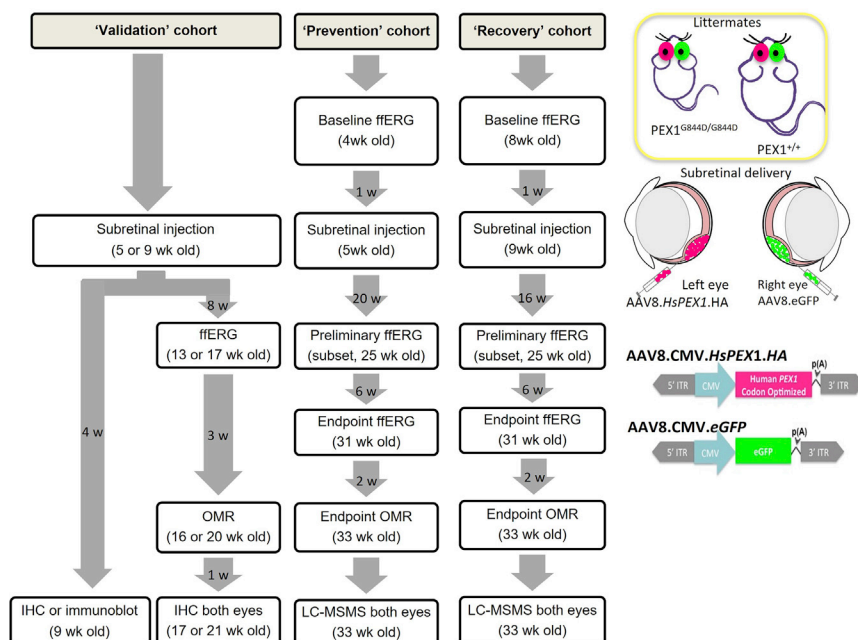 'Validation' cohort
'Prevention' cohort
'Recovery' cohort
Baseline ffERG
(4wk old)
Baseline ffERG
(8wk old)
1 w
1 w
Subretinal injection
(5 or 9 wk old)
Subretinal injection
(5wk old)
Subretinal injection
(9wk old)
8 w
20 w
16 w
ffERG
(13 or 17 wk old)
Preliminary ffERG
(subset, 25 wk old)
Preliminary ffERG
(subset, 25 wk old)
6 w
6 w
4 w
3 w
Endpoint ffERG
(31 wk old)
Endpoint ffERG
(31 wk old)
2 w
2 w
OMR
(16 or 20 wk old)
Endpoint OMR
(33 wk old)
Endpoint OMR
(33 wk old)
1 w
IHC or immunoblot
(9 wk old)
IHC both eyes
(17 or 21 wk old)
LC-MSMS both eyes
(33 wk old)
LC-MSMS both eyes
(33 wk old)
Littermates
PEX1G844D/G844D
PEX1+/+
Subretinal delivery
Left eye
AAV8.HsPEX1.HA
Right eye
AAV8.eGFP
AAV8.CMV.HsPEX1.HA
p(A)
5' ITR
CMV
Human PEX1
Codon Optimized
3' ITR
AAV8.CMV.eGFP
p(A)
5' ITR
CMV
eGFP
3' ITR